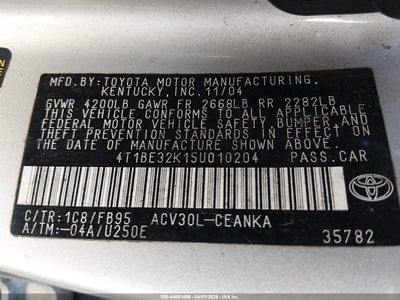 MFD.BY:TOYOTA MOTOR MANUFACTURING,
KENTUCKY,INC.11/04
GVWR 4200LB GAWR FR 2668LB RR 2282LB
THIS VEHICLE CONFORMS TO ALL APPLICABLE
FEDERAL MOTOR VEHICLE SAFETY, BUMPER, AND
THEFT PREVENTION STANDARDS IN EFFECT ON
THE DATE OF MANUFACTURE SHOWN ABOVE.
4T1BE32K15U010204 PASS.CAR
TOYOTA
C/TR:1C8/FB95 ACV30L-CEANKA
A/TM:-04A/U250E 35782